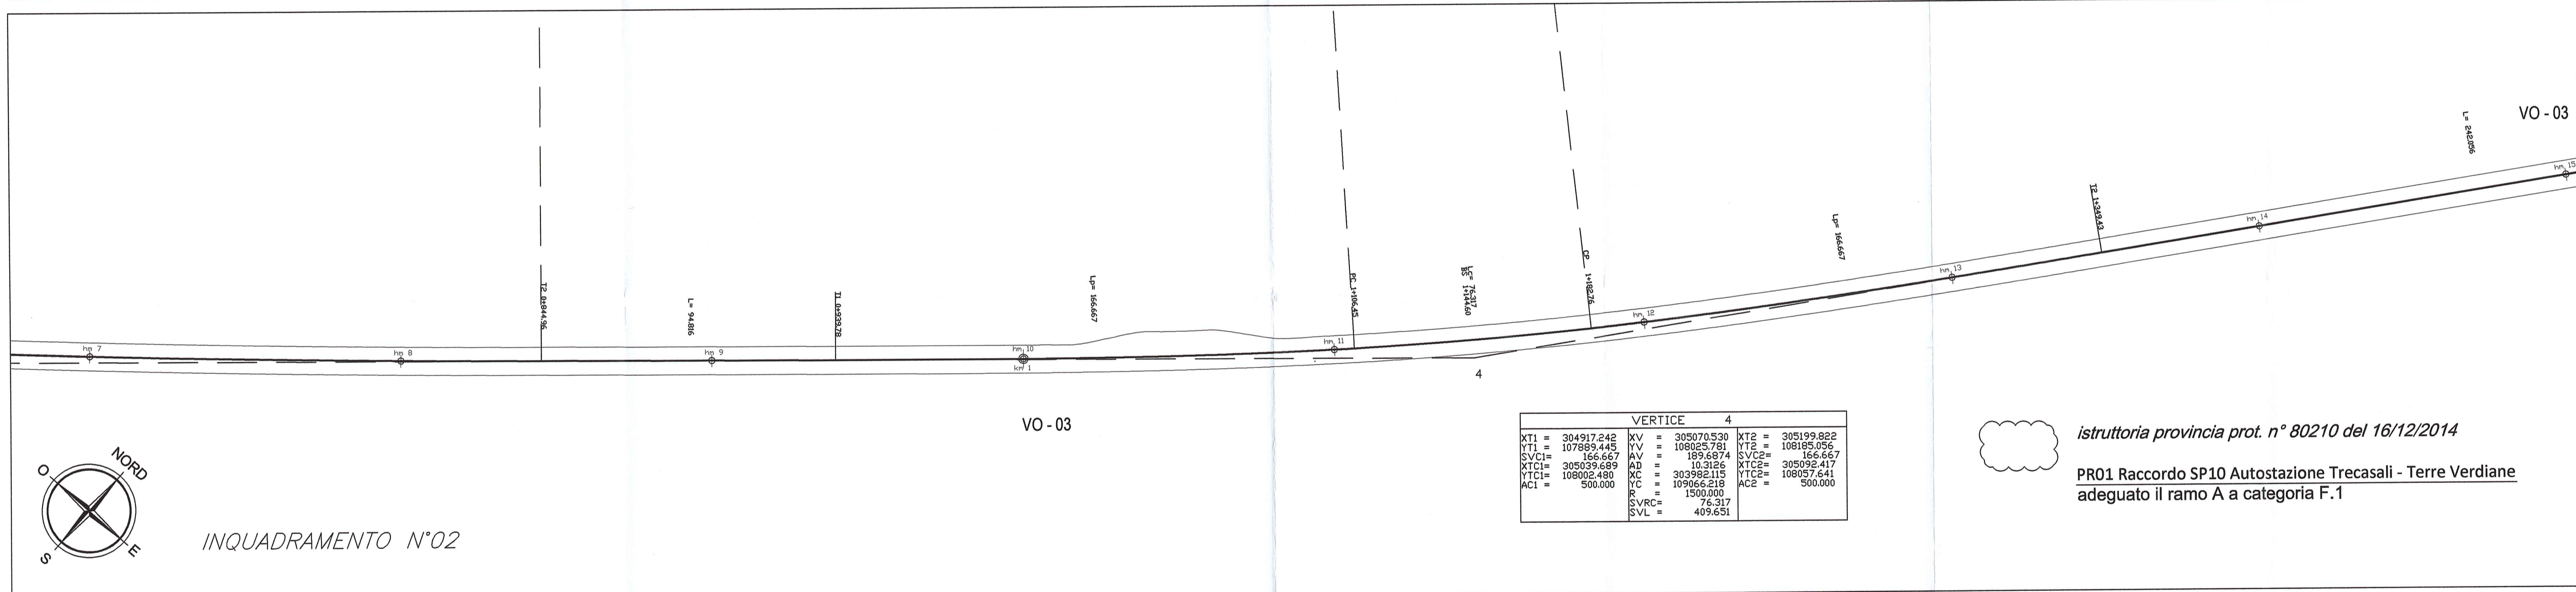 VO - 03
L= 242.056
hm. 15
T2 1+349.43
hm. 14
Lp= 166.667
hm. 13
CP 1+182.76
hm. 12
Lc= 76.317
BS 1+144.60
PC 1+106.45
hm. 11
Lp= 166.667
hm. 10
km 1
T1 0+939.78
L= 94.816
hm 9
T2 0+844.96
hm 8
hm 7
4
VO - 03
VERTICE 4
XT1 = 304917.242 XV = 305070.530 XT2 = 305199.822
YT1 = 107889.445 YV = 108025.781 YT2 = 108185.056
SVC1= 166.667 AV = 189.6874 SVC2= 166.667
XTC1= 305039.689 AD = 10.3126 XTC2= 305092.417
YTC1= 108002.480 XC = 303982.115 YTC2= 108057.641
AC1 = 500.000 YC = 109066.218 AC2 = 500.000
R = 1500.000
SVRC= 76.317
SVL = 409.651
istruttoria provincia prot. n° 80210 del 16/12/2014
PR01 Raccordo SP10 Autostazione Trecasali - Terre Verdiane
adeguato il ramo A a categoria F.1
NORD
O
S
E
INQUADRAMENTO N°02